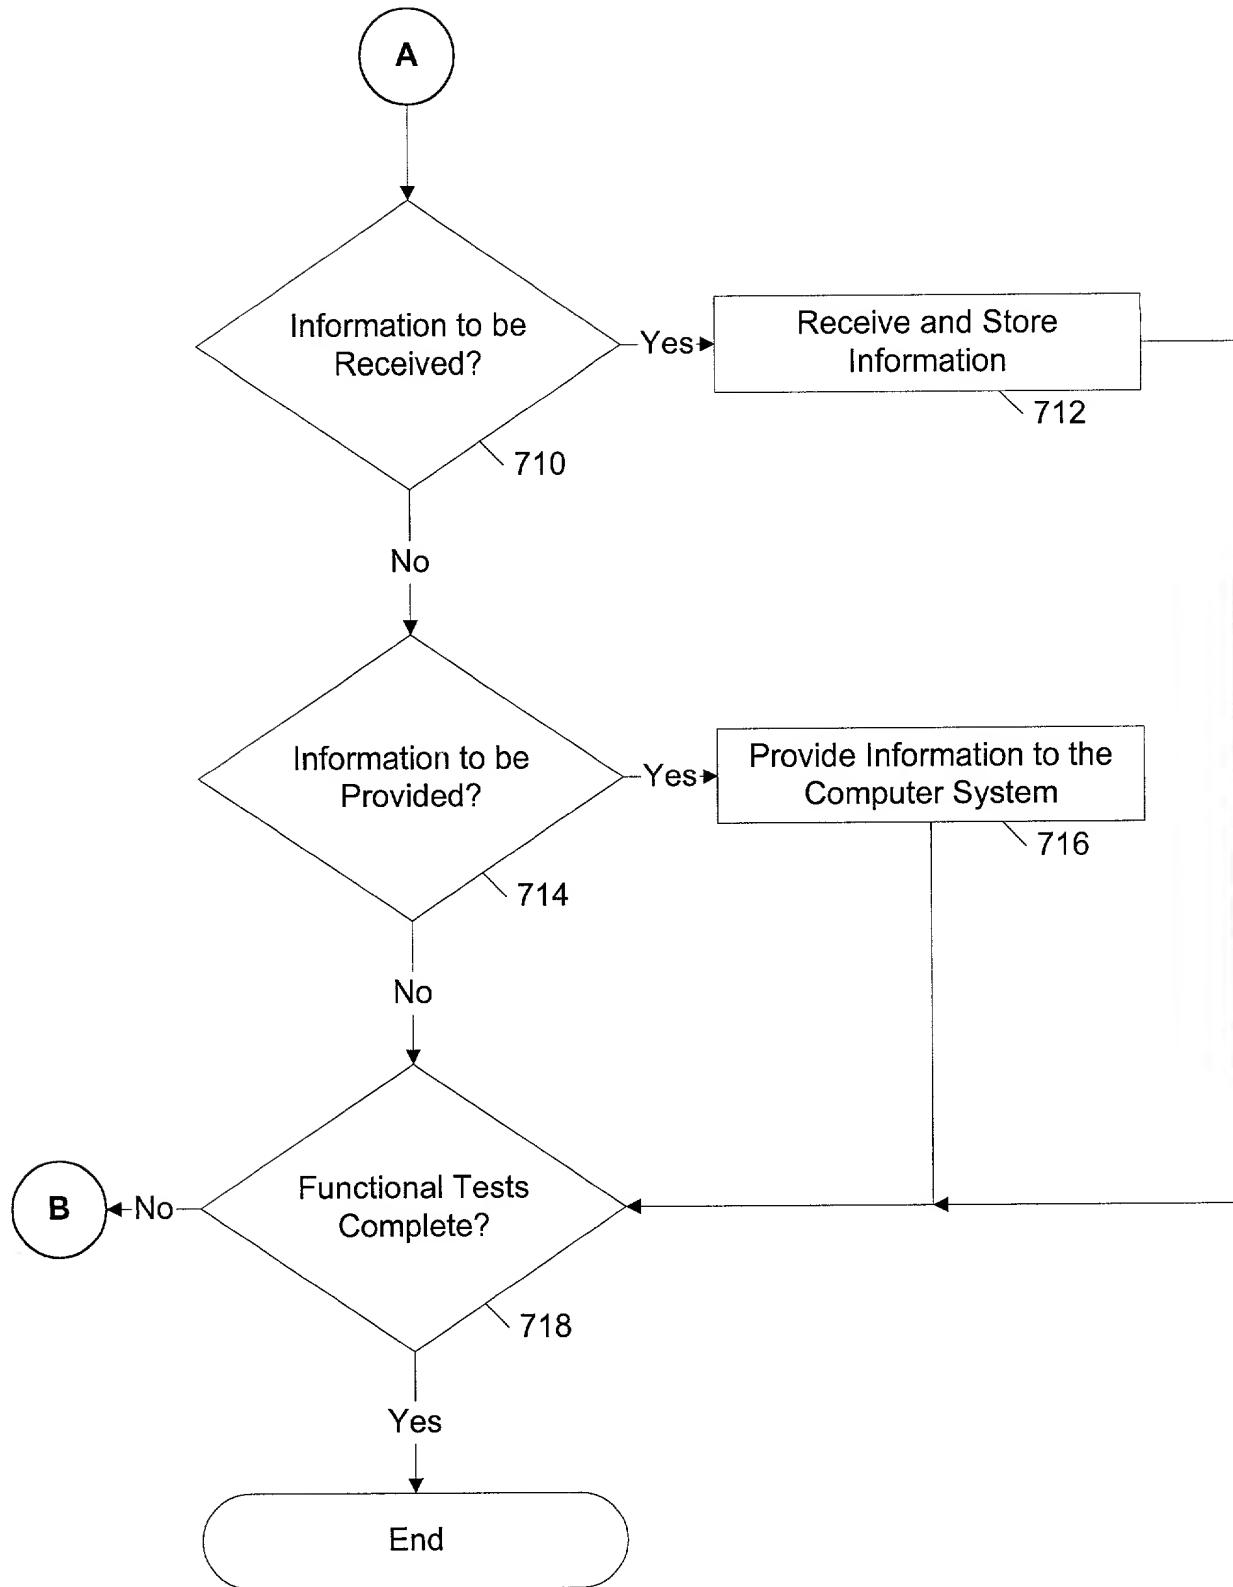 A
Information to be
Received?
Yes
Receive and Store
Information
712
710
No
Information to be
Provided?
Yes
Provide Information to the
Computer System
716
714
No
Functional Tests
Complete?
B
No
718
Yes
End